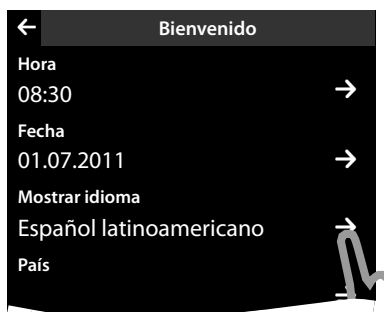 Bienvenido
Hora
08:30
Fecha
01.07.2011
Mostrar idioma
Español latinoamericano
País